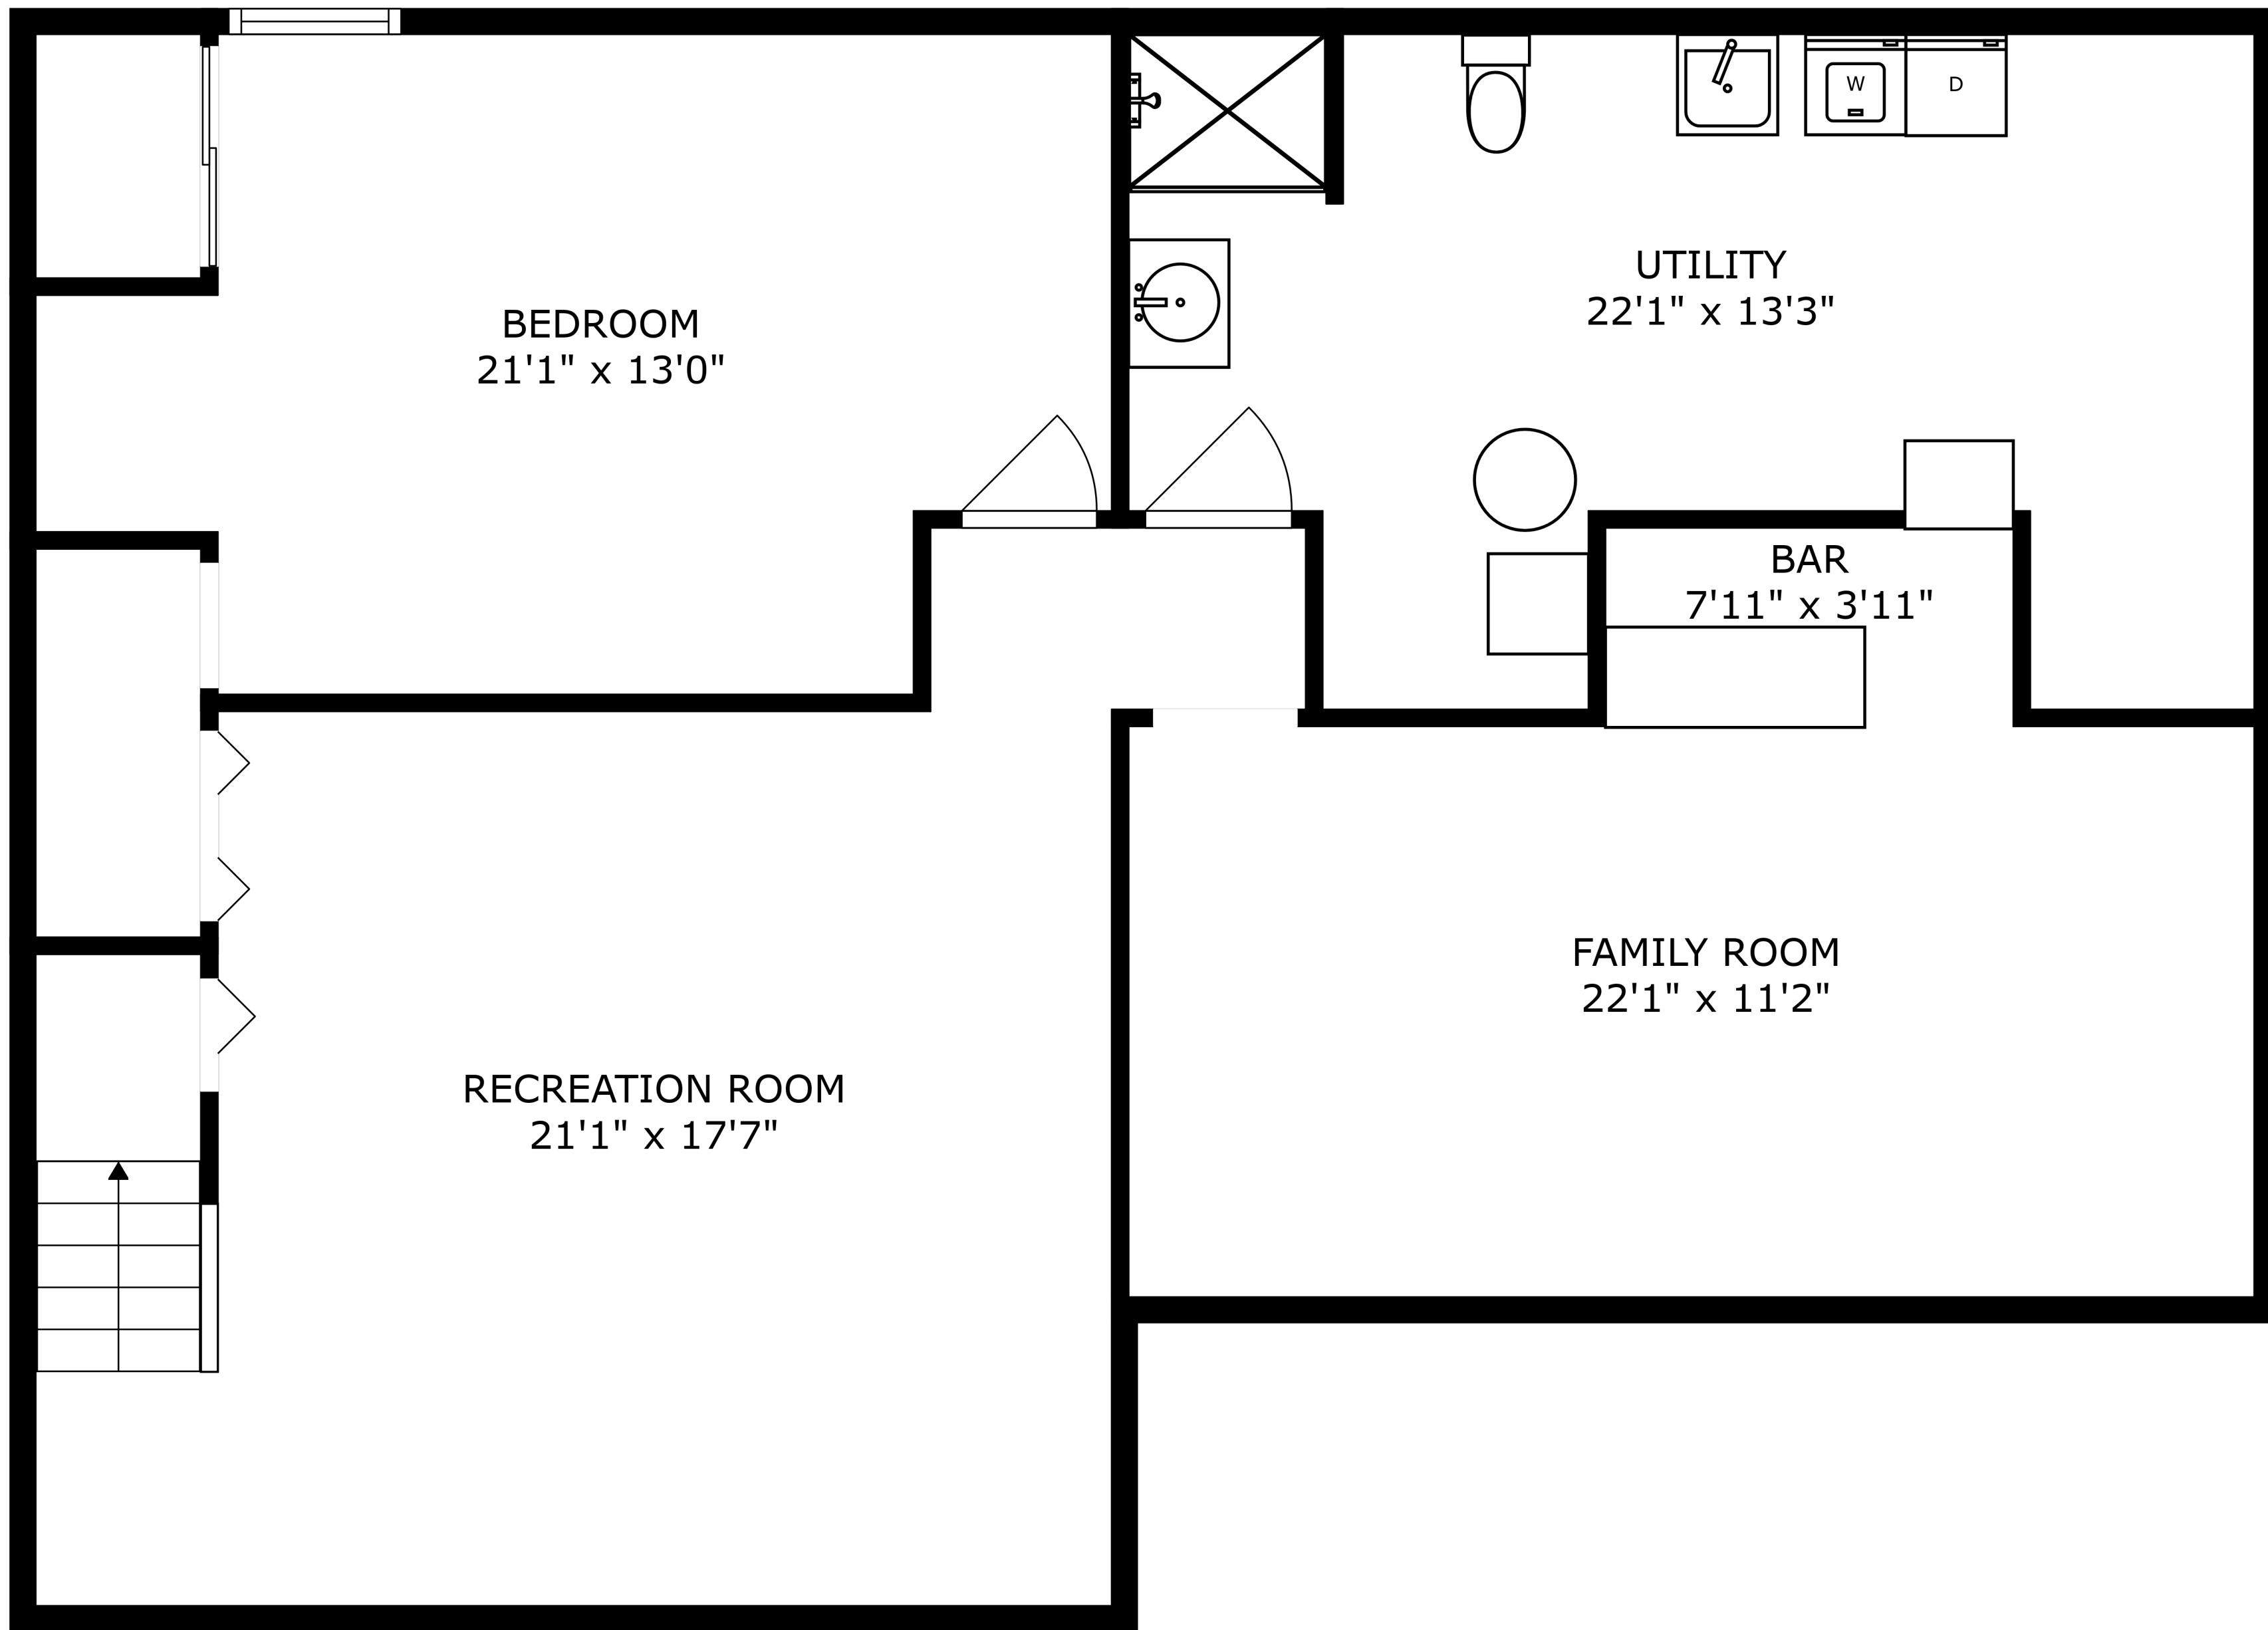 W
D
UTILITY
22'1" x 13'3"
BEDROOM
21'1" x 13'0"
BAR
7'11" x 3'11"
FAMILY ROOM
22'1" x 11'2"
RECREATION ROOM
21'1" x 17'7"